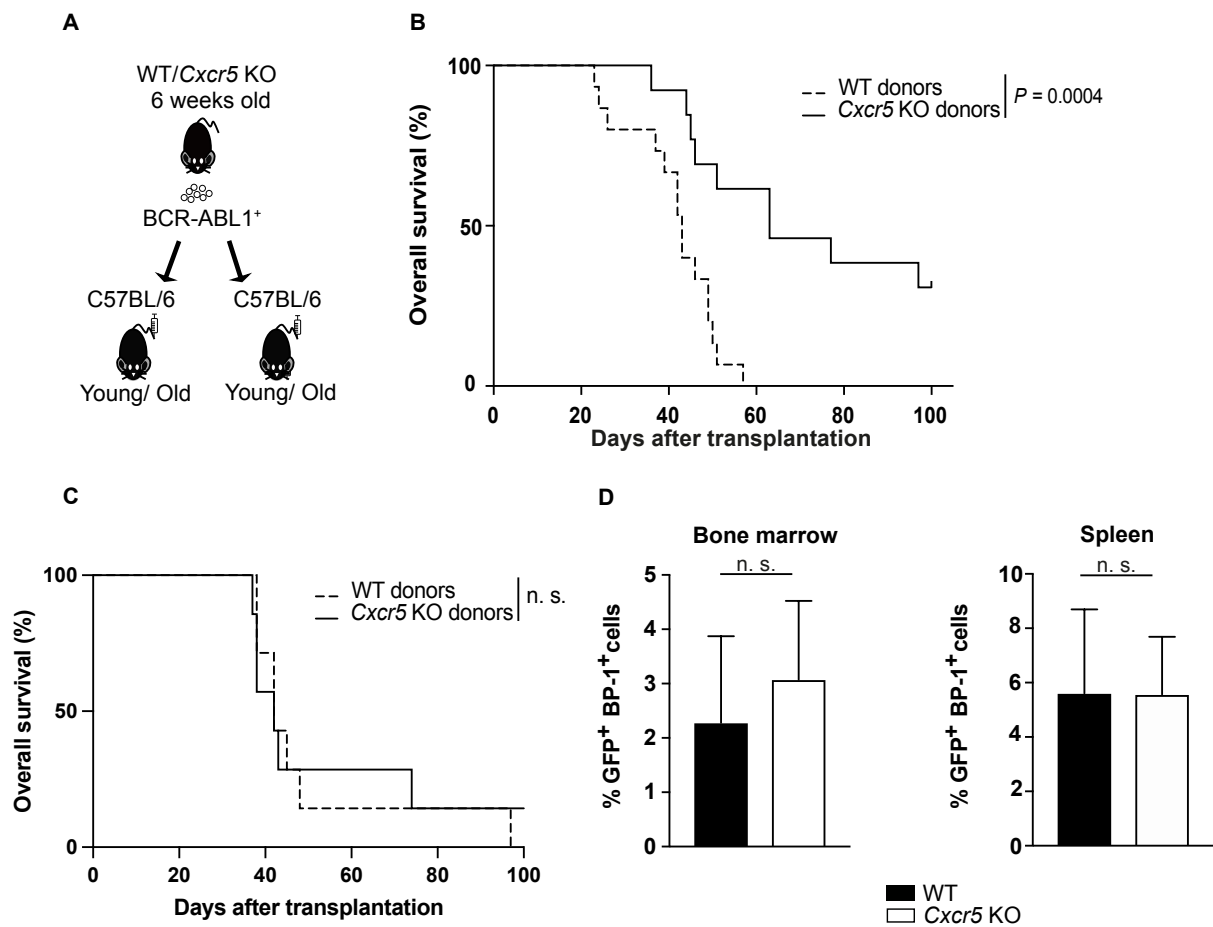 A
WT/Cxcr5 KO
6 weeks old
BCR-ABL1⁺
C57BL/6 C57BL/6
Young/ Old Young/ Old
B
Overall survival (%)
100
50
0
0 20 40 60 80 100
Days after transplantation
WT donors
Cxcr5 KO donors
P = 0.0004
C
Overall survival (%)
100
50
0
0 20 40 60 80 100
Days after transplantation
WT donors
Cxcr5 KO donors
n. s.
D
Bone marrow
n. s.
% GFP⁺ BP-1⁺cells
5
4
3
2
1
0
Spleen
n. s.
% GFP⁺ BP-1⁺cells
10
8
6
4
2
0
WT
Cxcr5 KO